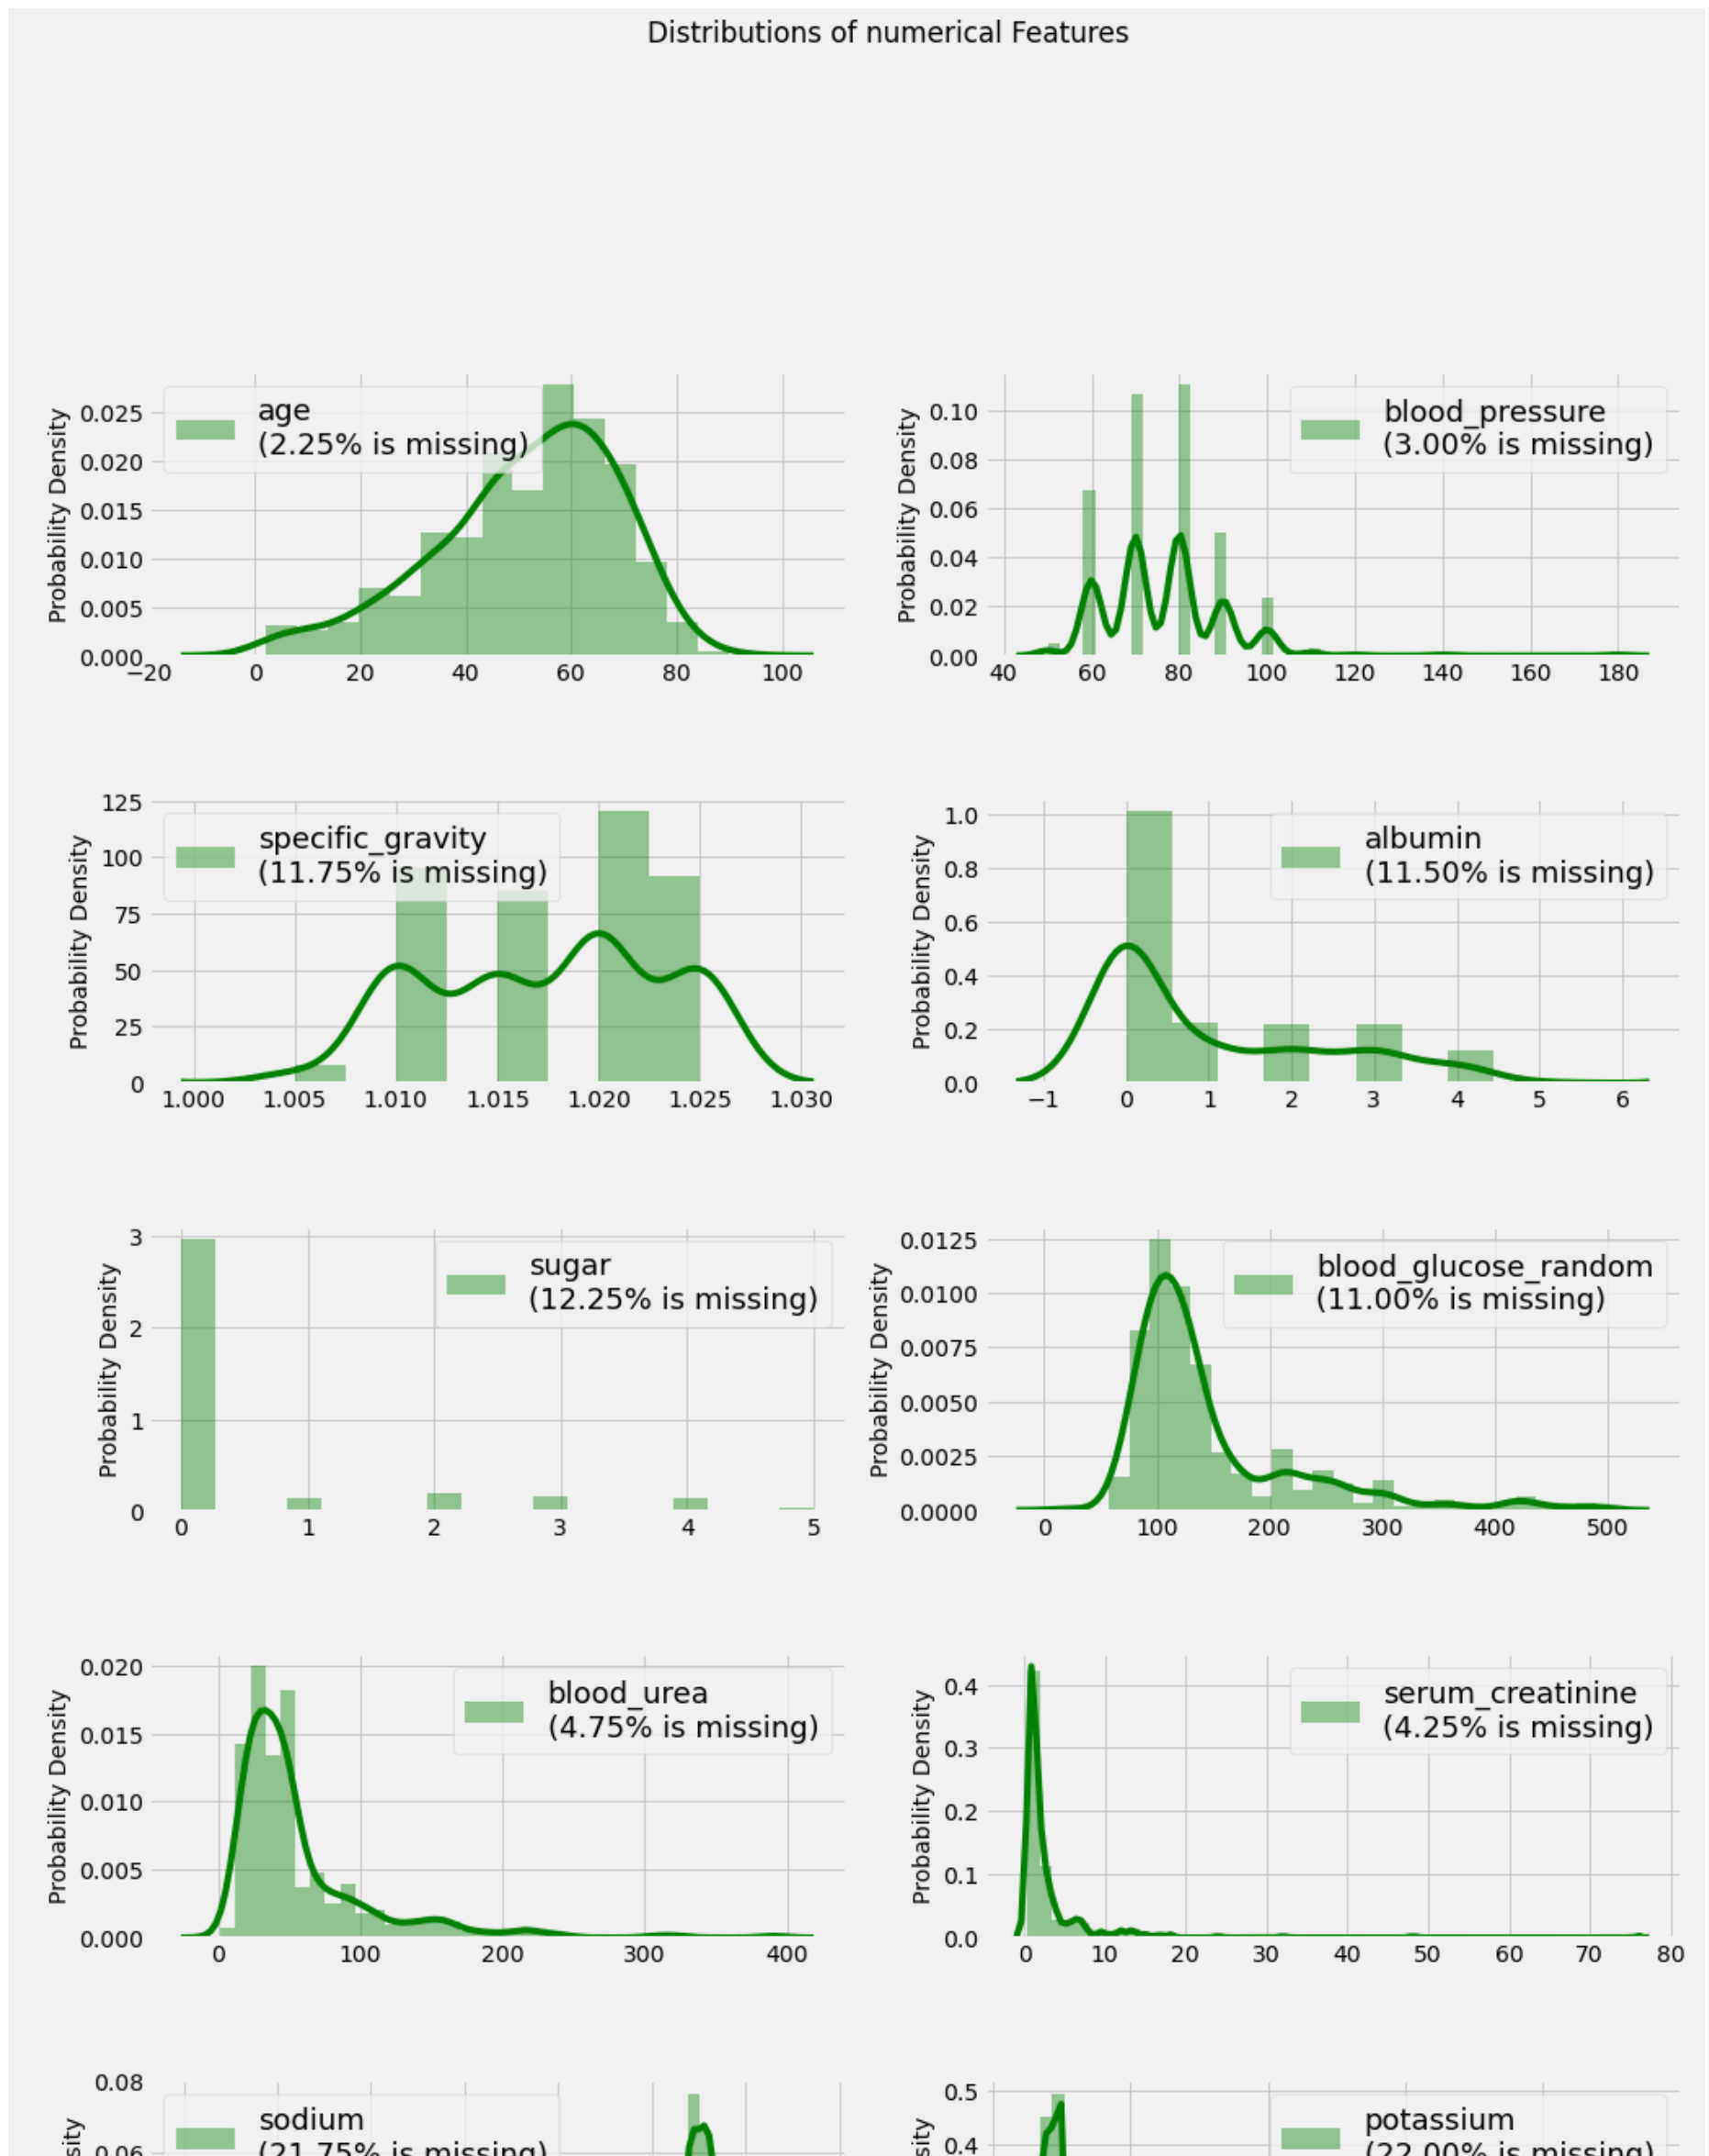 Distributions of numerical Features
age
(2.25% is missing)
Probability Density
0.025
0.020
0.015
0.010
0.005
0.000
−20 0 20 40 60 80 100
blood_pressure
(3.00% is missing)
Probability Density
0.10
0.08
0.06
0.04
0.02
0.00
40 60 80 100 120 140 160 180
specific_gravity
(11.75% is missing)
Probability Density
125
100
75
50
25
0
1.000 1.005 1.010 1.015 1.020 1.025 1.030
albumin
(11.50% is missing)
Probability Density
1.0
0.8
0.6
0.4
0.2
0.0
−1 0 1 2 3 4 5 6
sugar
(12.25% is missing)
Probability Density
3
2
1
0
0 1 2 3 4 5
blood_glucose_random
(11.00% is missing)
Probability Density
0.0125
0.0100
0.0075
0.0050
0.0025
0.0000
0 100 200 300 400 500
blood_urea
(4.75% is missing)
Probability Density
0.020
0.015
0.010
0.005
0.000
0 100 200 300 400
serum_creatinine
(4.25% is missing)
Probability Density
0.4
0.3
0.2
0.1
0.0
0 10 20 30 40 50 60 70 80
sodium
(21.75% is missing)
0.08
0.06
potassium
(22.00% is missing)
0.5
0.4